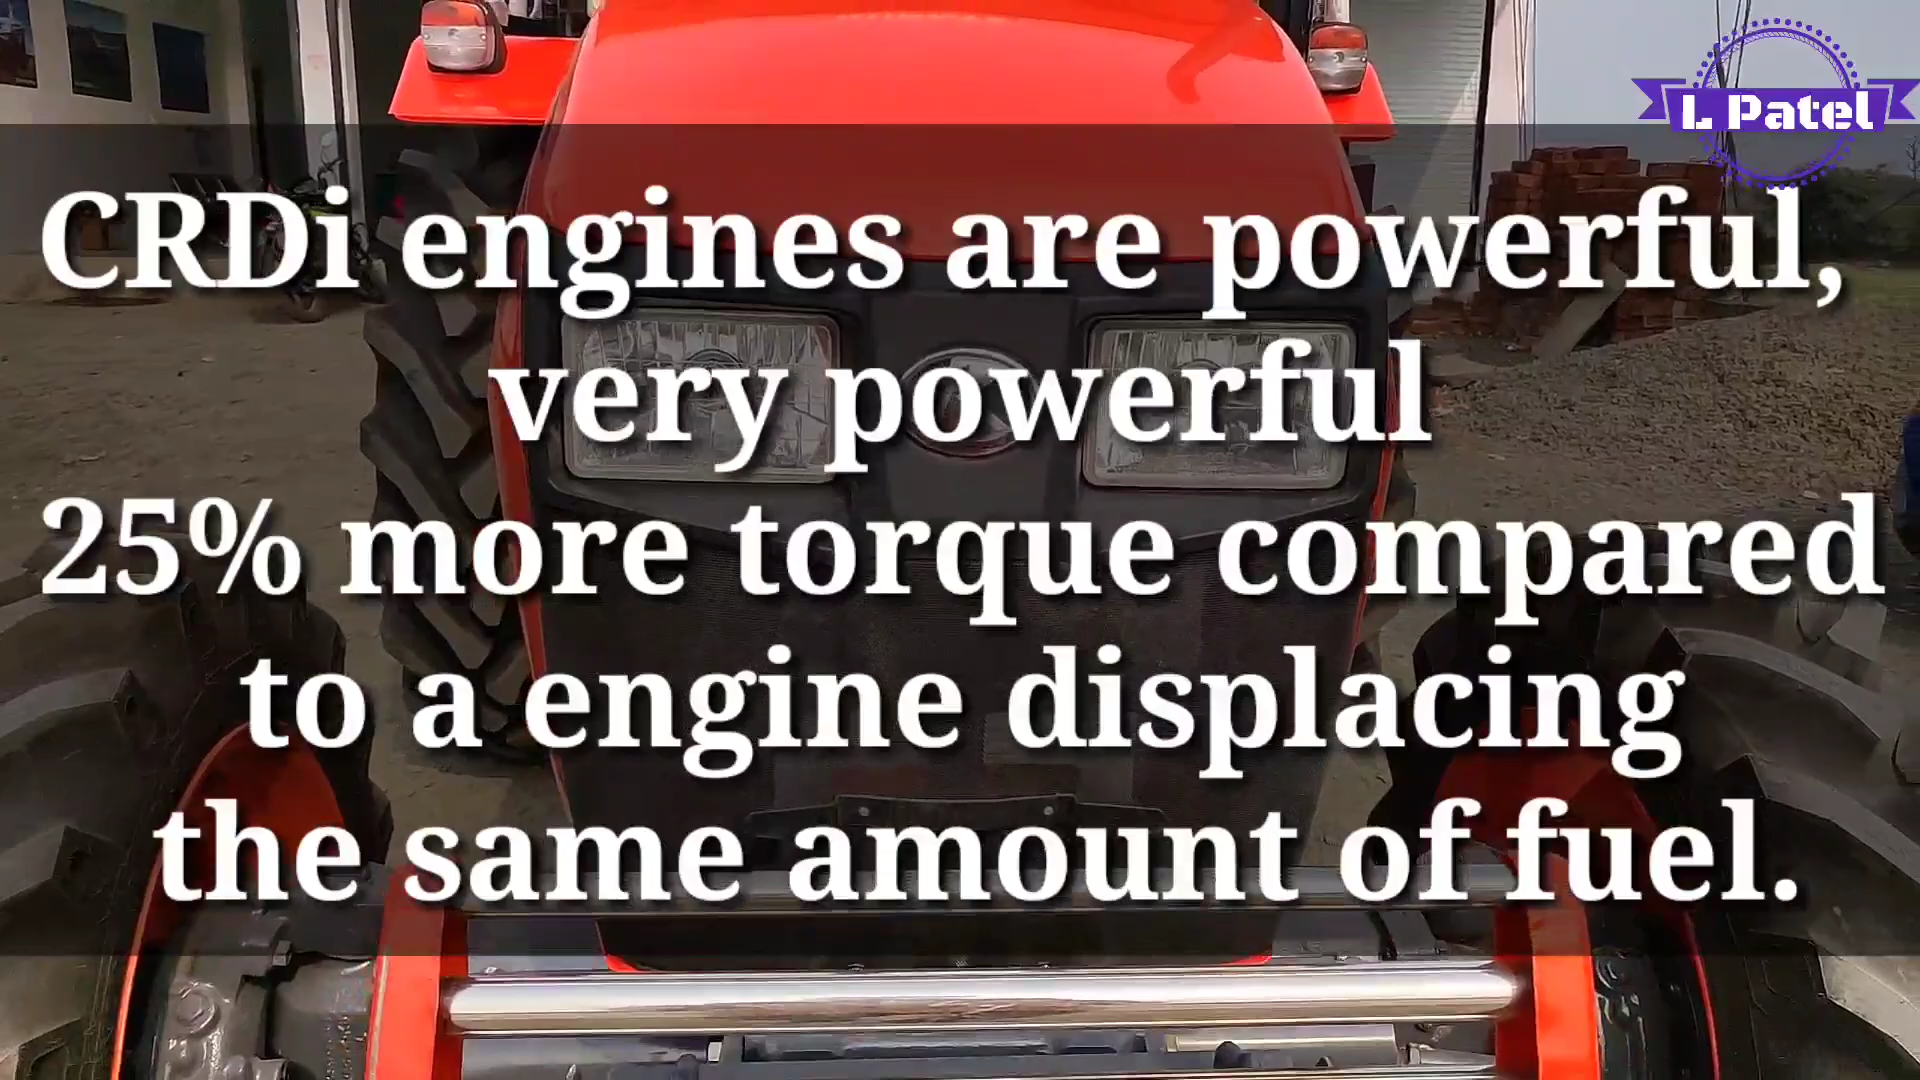 L Patel
CRDi engines are powerful,
very powerful
25% more torque compared
to a engine displacing
the same amount of fuel.